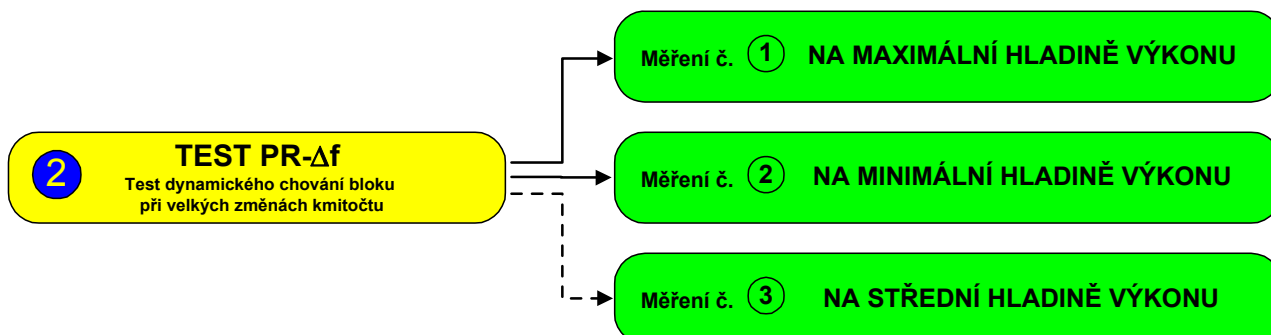 Měření č. 1 NA MAXIMÁLNÍ HLADINĚ VÝKONU
2 TEST PR-Δf
Test dynamického chování bloku
při velkých změnách kmitočtu
Měření č. 2 NA MINIMÁLNÍ HLADINĚ VÝKONU
Měření č. 3 NA STŘEDNÍ HLADINĚ VÝKONU